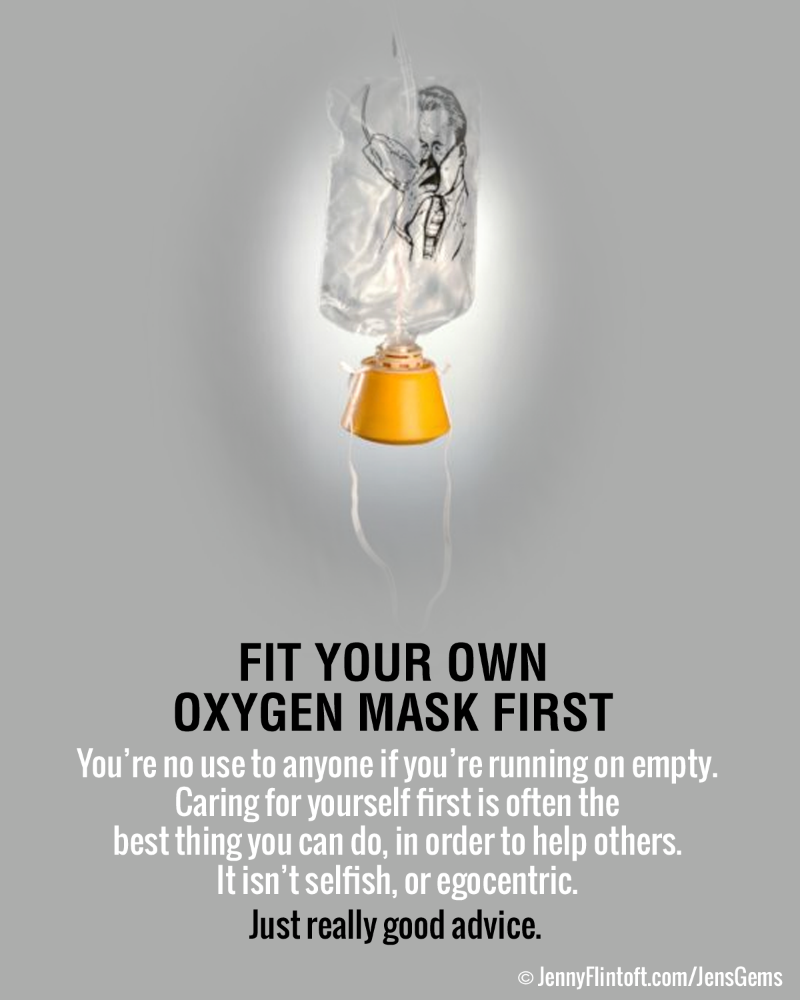 FIT YOUR OWN
OXYGEN MASK FIRST
You're no use to anyone if you're running on empty.
Caring for yourself first is often the
best thing you can do, in order to help others.
It isn't selfish, or egocentric.
Just really good advice.
© JennyFlintoft.com/JensGems